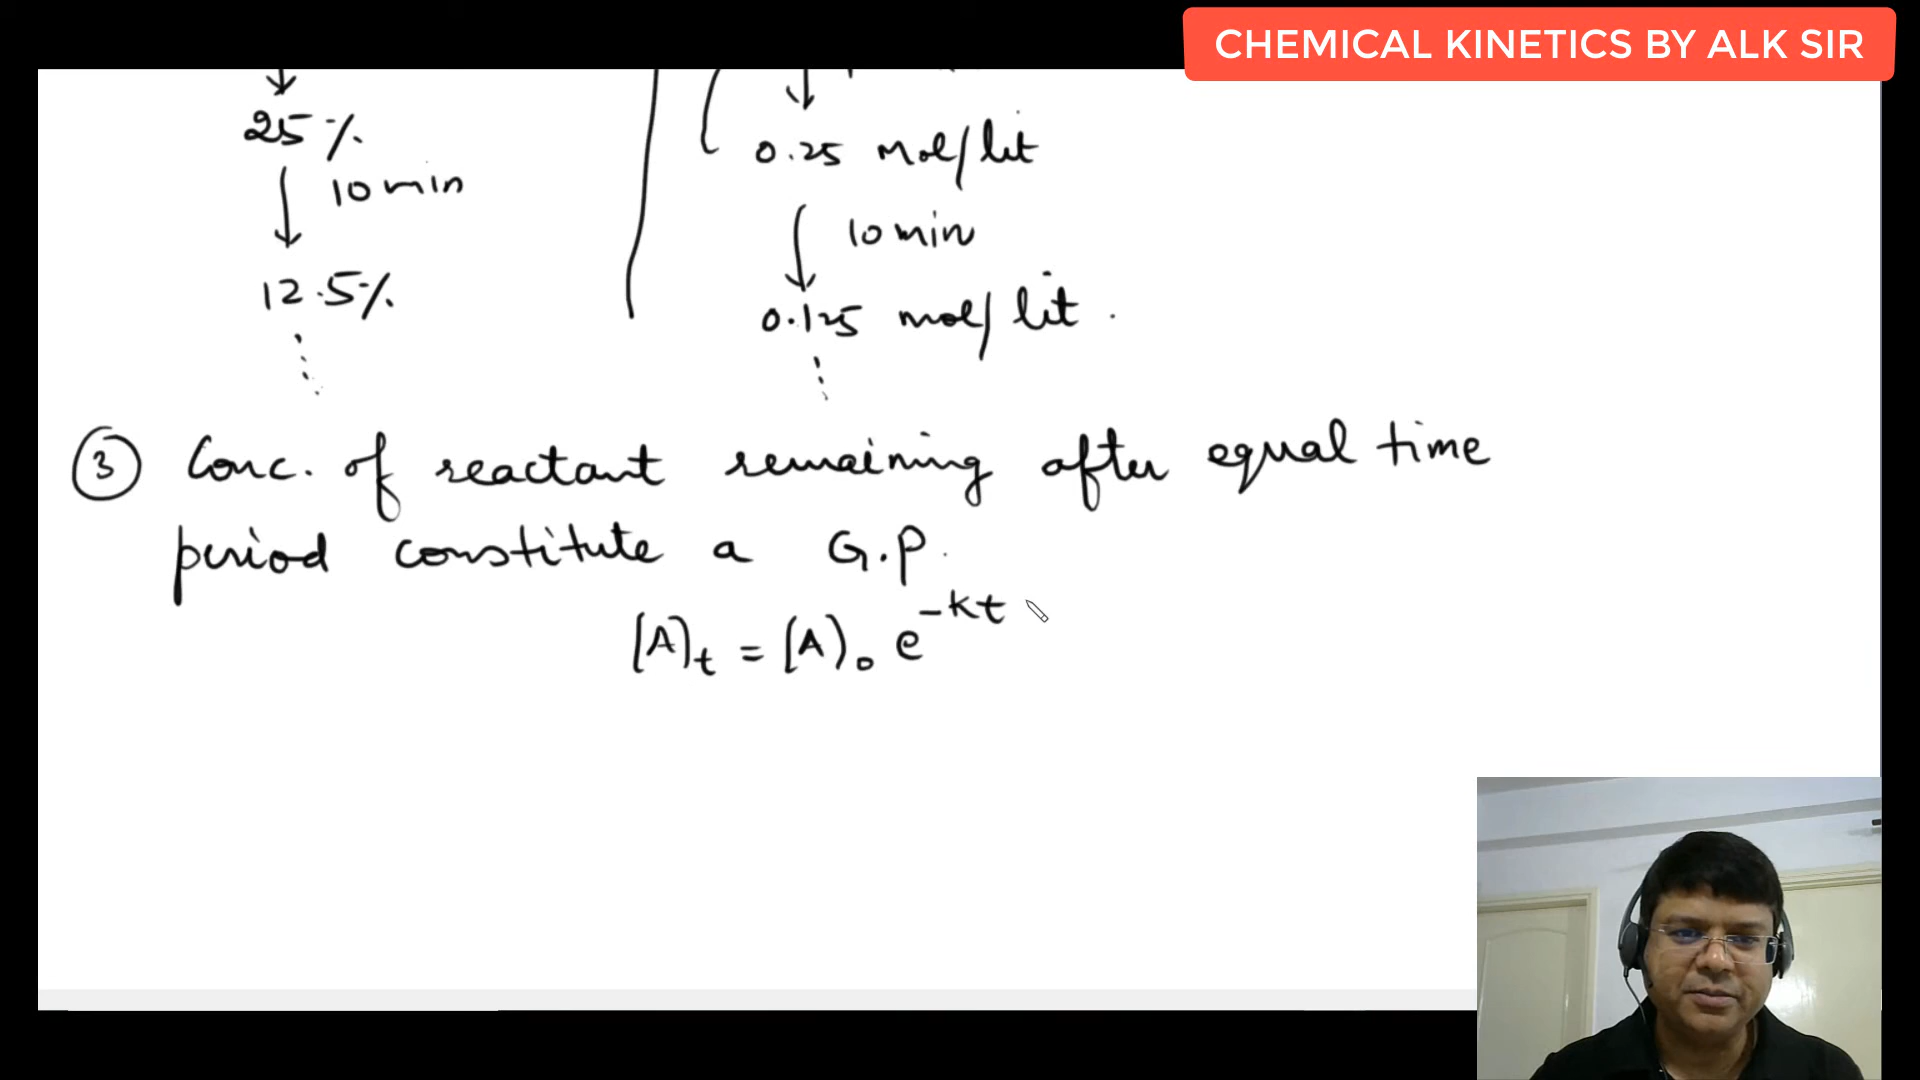 CHEMICAL KINETICS BY ALK SIR
25%
10 min
12.5%
0.25 mol/lit
10 min
0.125 mol/lit.
③ Conc. of reactant remaining after equal time
period constitute a G.P.
[A]t = [A]₀ e^-kt